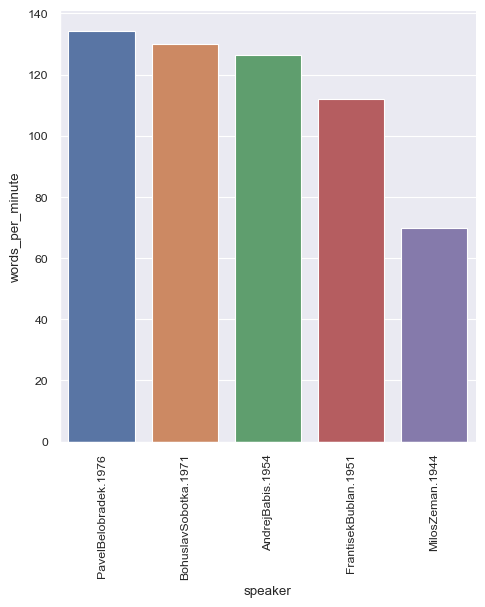 140
120
100
80
60
40
20
0
words_per_minute
PavelBelobradek.1976
BohuslavSobotka.1971
AndrejBabis.1954
FrantisekBublan.1951
MilosZeman.1944
speaker